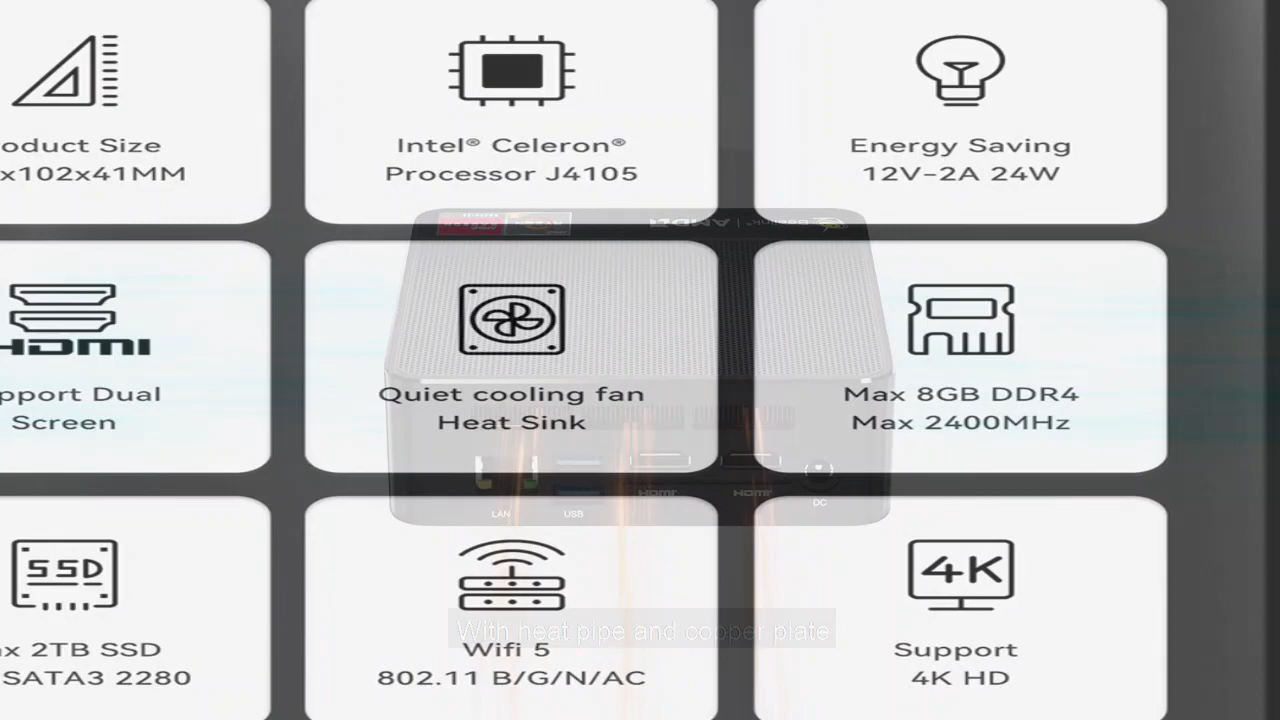 oduct Size
x102x41MM
Intel® Celeron®
Processor J4105
Energy Saving
12V-2A 24W
AMD
Beelink
HDMI
pport Dual
Screen
Quiet cooling fan
Heat Sink
Max 8GB DDR4
Max 2400MHz
HDMI
HDMI
DC
LAN
USB
SSD
4K
With heat pipe and copper plate
x 2TB SSD
SATA3 2280
Wifi 5
802.11 B/G/N/AC
Support
4K HD